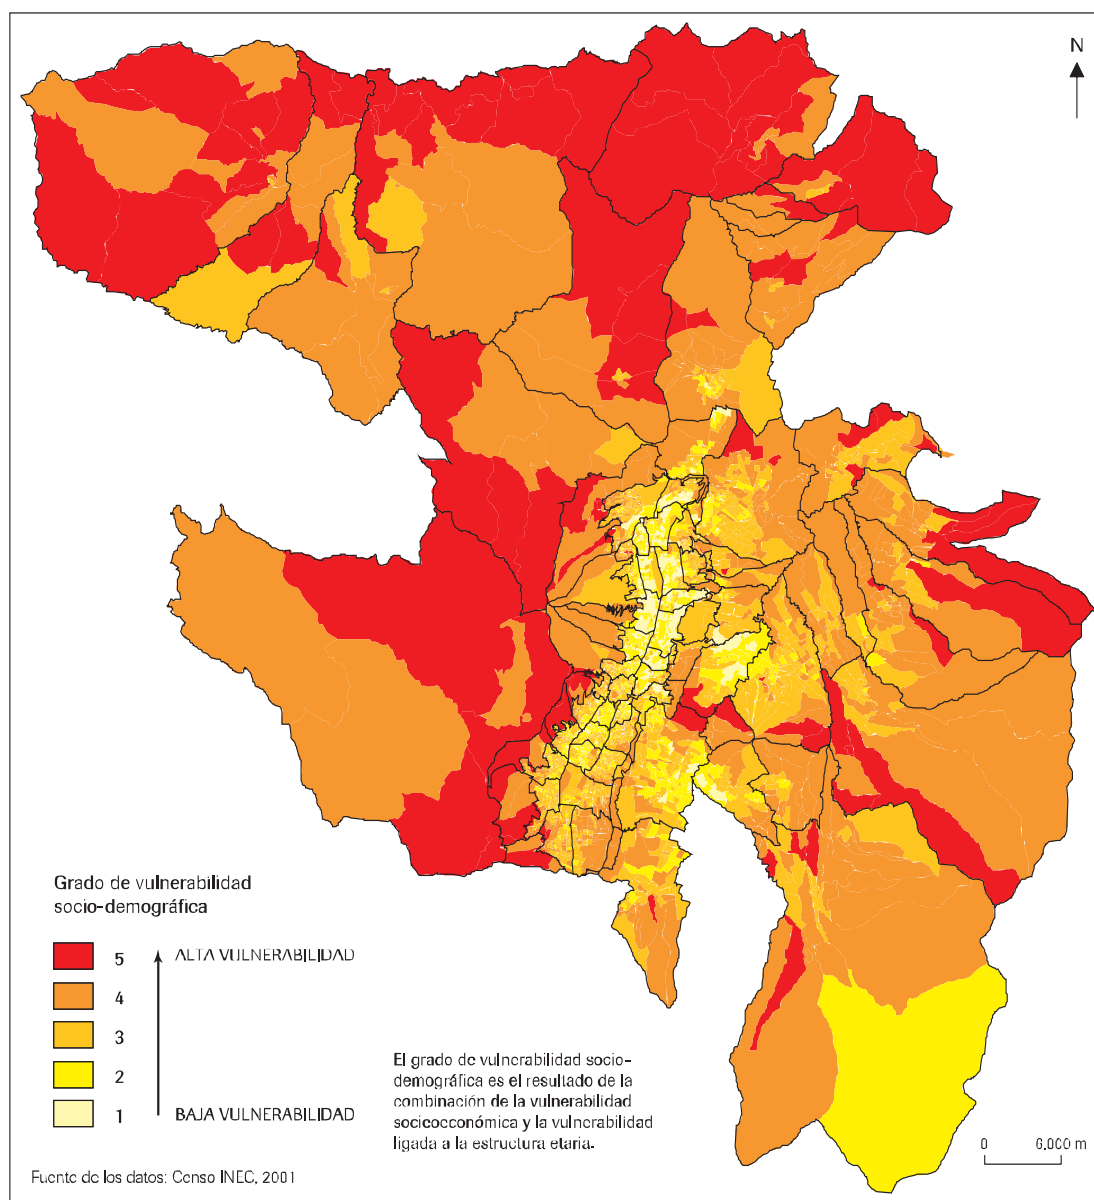 N
Grado de vulnerabilidad
socio-demográfica
5 ALTA VULNERABILIDAD
4
3
2
1 BAJA VULNERABILIDAD
El grado de vulnerabilidad socio-
demográfica es el resultado de la
combinación de la vulnerabilidad
socioeconómica y la vulnerabilidad
ligada a la estructura etaria.
0 6.000 m
Fuente de los datos: Censo INEC, 2001